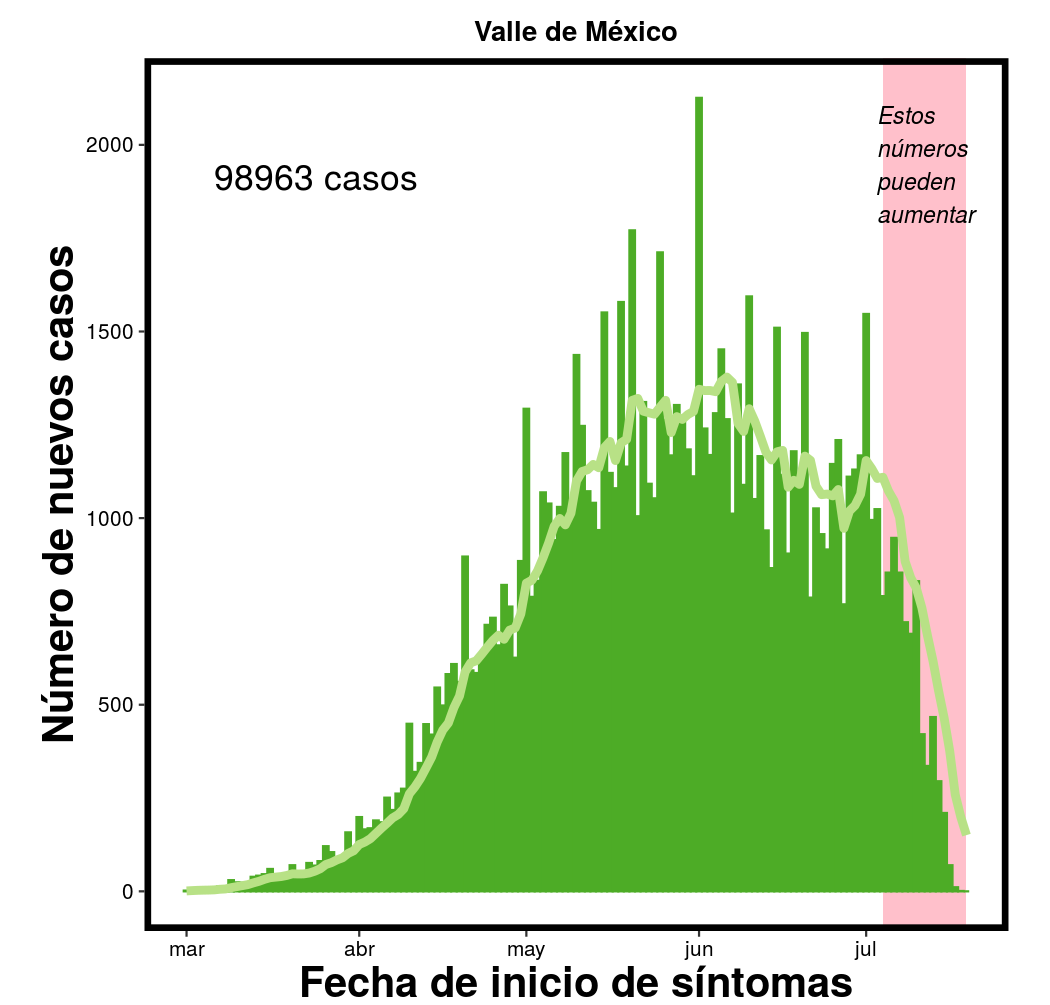 Valle de México
Estos
números
pueden
aumentar
98963 casos
Número de nuevos casos
2000
1500
1000
500
0
mar
abr
may
jun
jul
Fecha de inicio de síntomas